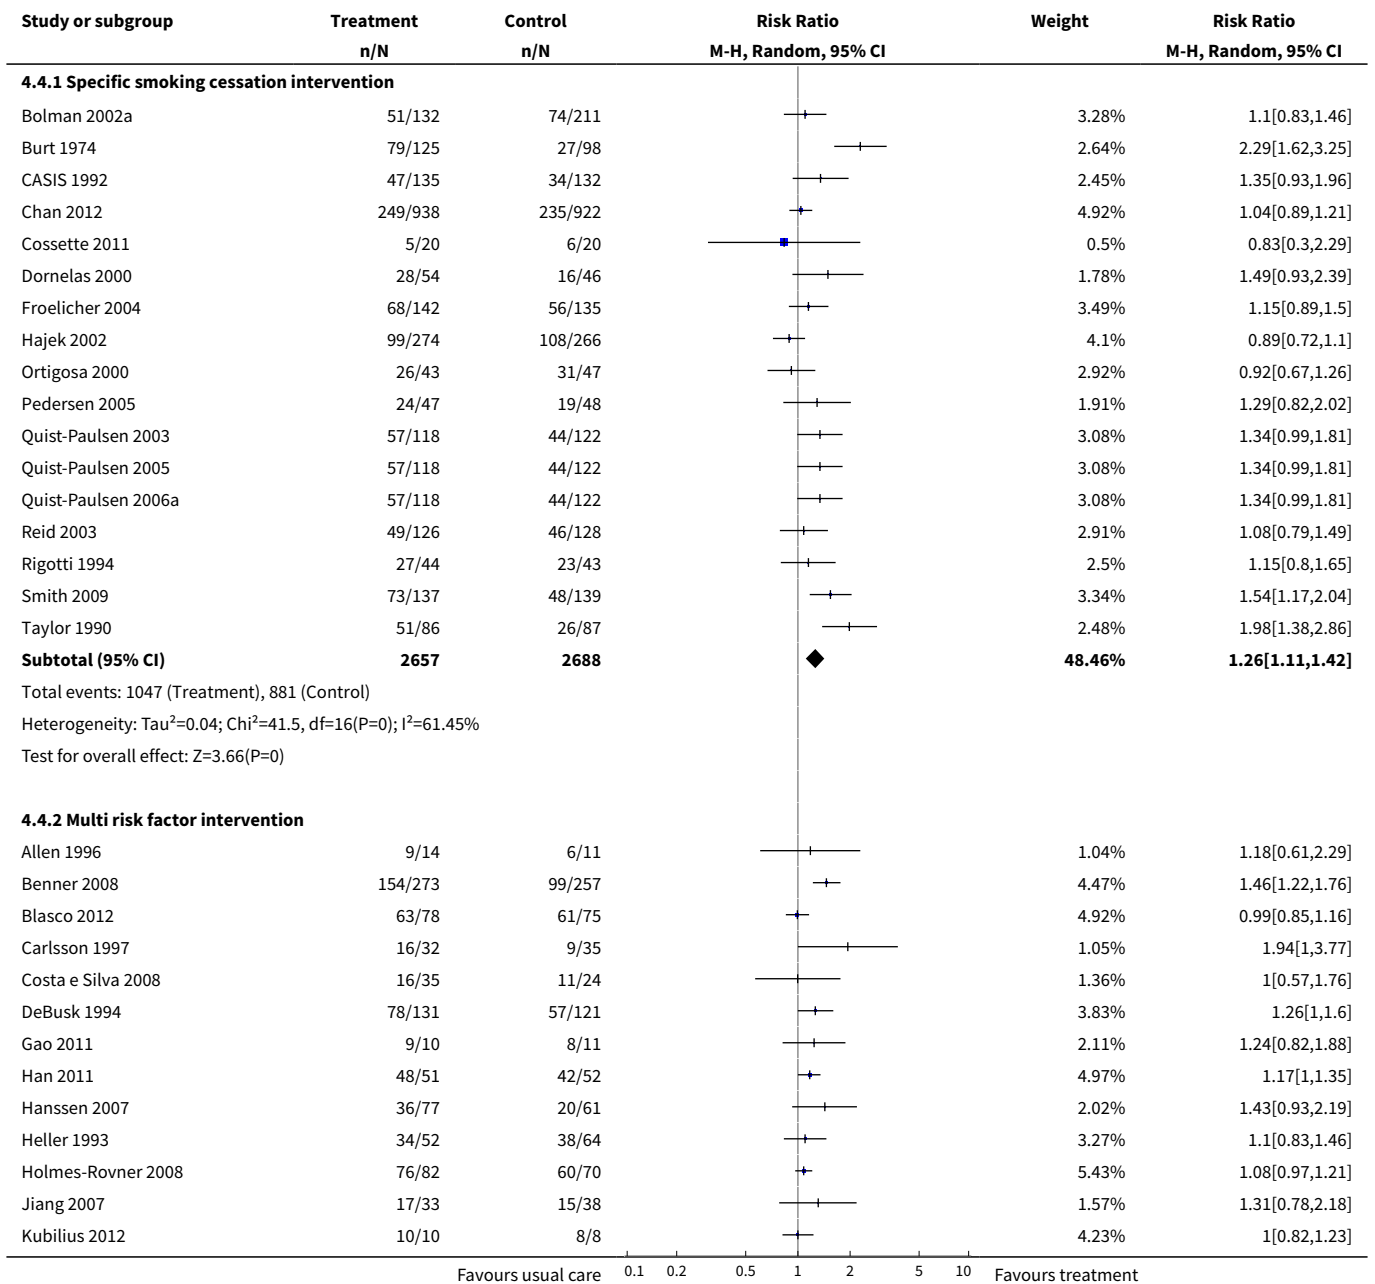 Study or subgroup Treatment Control Risk Ratio Weight Risk Ratio
n/N n/N M-H, Random, 95% CI M-H, Random, 95% CI
4.4.1 Specific smoking cessation intervention
Bolman 2002a 51/132 74/211 3.28% 1.1[0.83,1.46]
Burt 1974 79/125 27/98 2.64% 2.29[1.62,3.25]
CASIS 1992 47/135 34/132 2.45% 1.35[0.93,1.96]
Chan 2012 249/938 235/922 4.92% 1.04[0.89,1.21]
Cossette 2011 5/20 6/20 0.5% 0.83[0.3,2.29]
Dornelas 2000 28/54 16/46 1.78% 1.49[0.93,2.39]
Froelicher 2004 68/142 56/135 3.49% 1.15[0.89,1.5]
Hajek 2002 99/274 108/266 4.1% 0.89[0.72,1.1]
Ortigosa 2000 26/43 31/47 2.92% 0.92[0.67,1.26]
Pedersen 2005 24/47 19/48 1.91% 1.29[0.82,2.02]
Quist-Paulsen 2003 57/118 44/122 3.08% 1.34[0.99,1.81]
Quist-Paulsen 2005 57/118 44/122 3.08% 1.34[0.99,1.81]
Quist-Paulsen 2006a 57/118 44/122 3.08% 1.34[0.99,1.81]
Reid 2003 49/126 46/128 2.91% 1.08[0.79,1.49]
Rigotti 1994 27/44 23/43 2.5% 1.15[0.8,1.65]
Smith 2009 73/137 48/139 3.34% 1.54[1.17,2.04]
Taylor 1990 51/86 26/87 2.48% 1.98[1.38,2.86]
Subtotal (95% CI) 2657 2688 48.46% 1.26[1.11,1.42]
Total events: 1047 (Treatment), 881 (Control)
Heterogeneity: Tau²=0.04; Chi²=41.5, df=16(P=0); I²=61.45%
Test for overall effect: Z=3.66(P=0)
4.4.2 Multi risk factor intervention
Allen 1996 9/14 6/11 1.04% 1.18[0.61,2.29]
Benner 2008 154/273 99/257 4.47% 1.46[1.22,1.76]
Blasco 2012 63/78 61/75 4.92% 0.99[0.85,1.16]
Carlsson 1997 16/32 9/35 1.05% 1.94[1,3.77]
Costa e Silva 2008 16/35 11/24 1.36% 1[0.57,1.76]
DeBusk 1994 78/131 57/121 3.83% 1.26[1,1.6]
Gao 2011 9/10 8/11 2.11% 1.24[0.82,1.88]
Han 2011 48/51 42/52 4.97% 1.17[1,1.35]
Hanssen 2007 36/77 20/61 2.02% 1.43[0.93,2.19]
Heller 1993 34/52 38/64 3.27% 1.1[0.83,1.46]
Holmes-Rovner 2008 76/82 60/70 5.43% 1.08[0.97,1.21]
Jiang 2007 17/33 15/38 1.57% 1.31[0.78,2.18]
Kubilius 2012 10/10 8/8 4.23% 1[0.82,1.23]
Favours usual care 0.1 0.2 0.5 1 2 5 10 Favours treatment